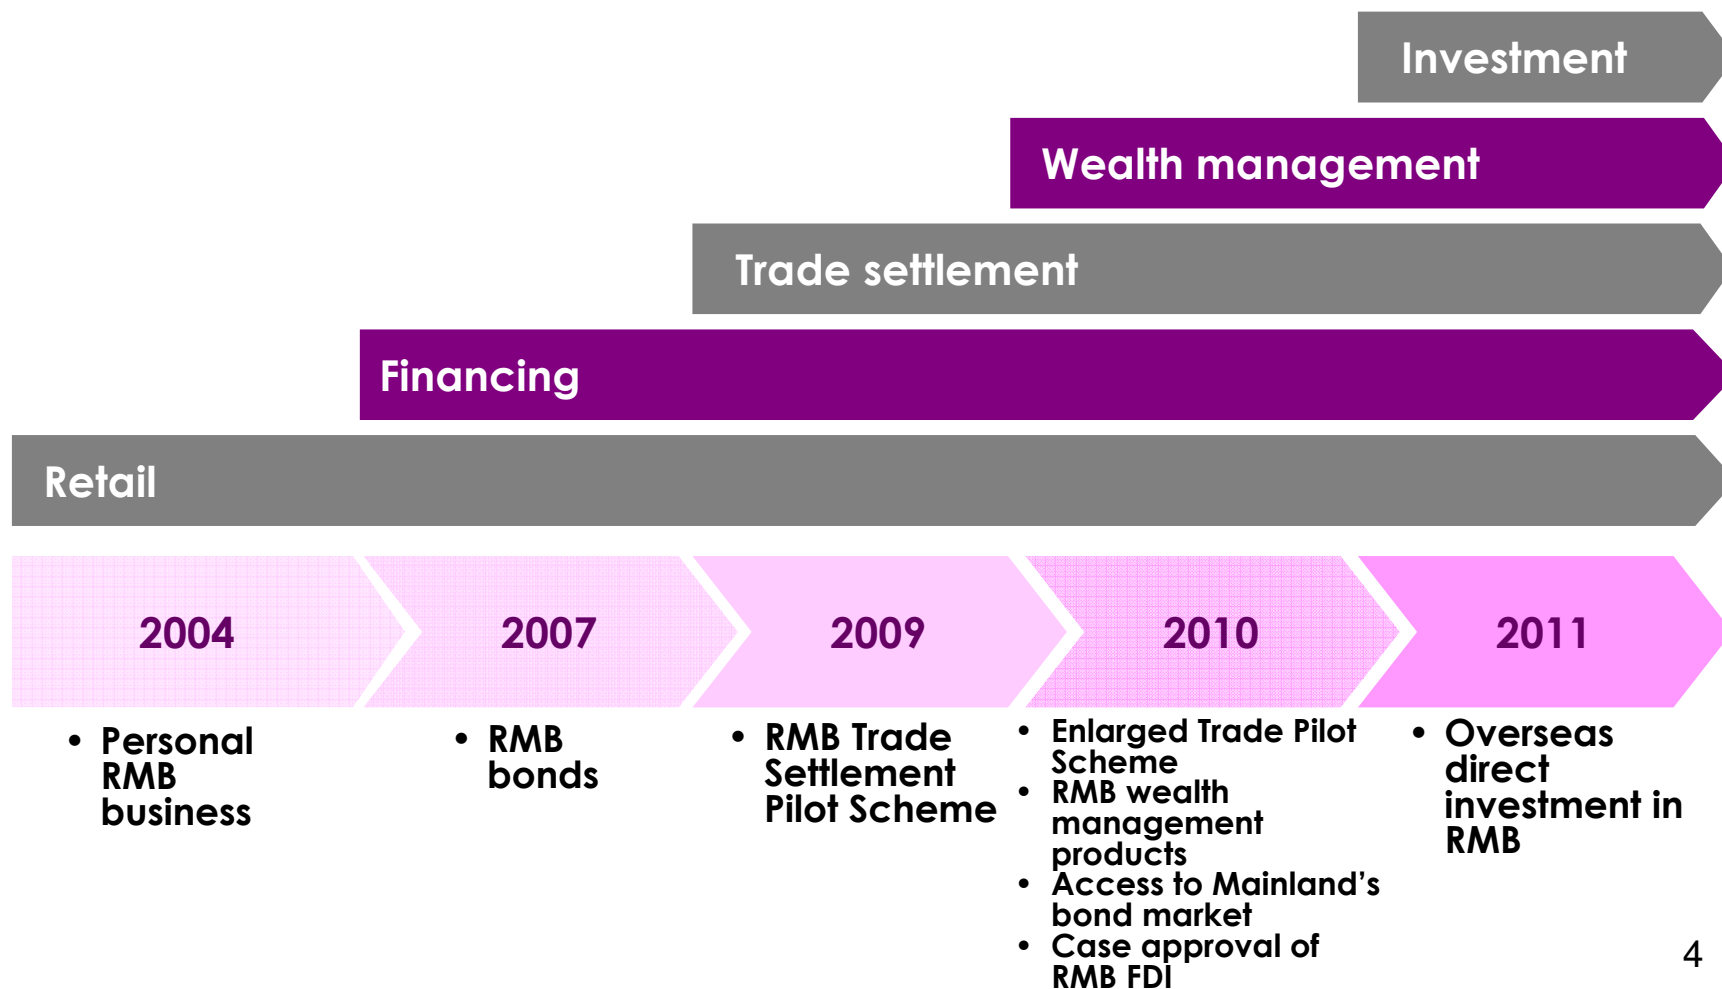 Investment
Wealth management
Trade settlement
Financing
Retail
2004
2007
2009
2010
2011
• Personal
RMB
business
• RMB
bonds
• RMB Trade
Settlement
Pilot Scheme
• Enlarged Trade Pilot
Scheme
• RMB wealth
management
products
• Access to Mainland’s
bond market
• Case approval of
RMB FDI
• Overseas
direct
investment in
RMB
4